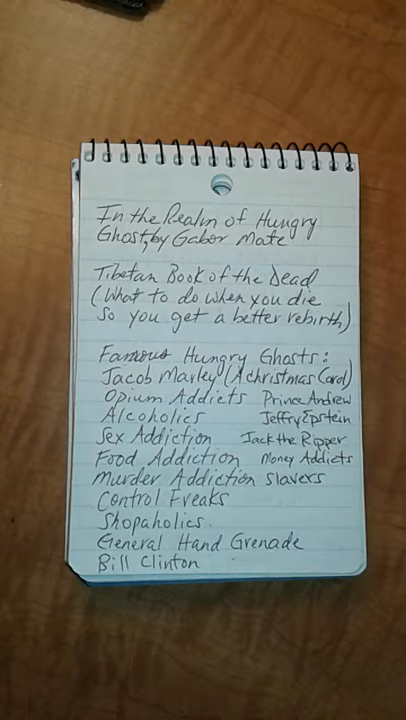 In the Realm of Hungry
Ghost, by Gabor Mate
Tibetan Book of the Dead
(What to do when you die
so you get a better rebirth)
Famous Hungry Ghosts:
Jacob Marley (A christmas Carol)
Opium Addicts Prince Andrew
Alcoholics Jeffry Epstein
Sex Addiction Jack the Ripper
Food Addiction Money Addicts
Murder Addiction Slavers
Control Freaks
Shopaholics.
General Hand Grenade
Bill Clinton